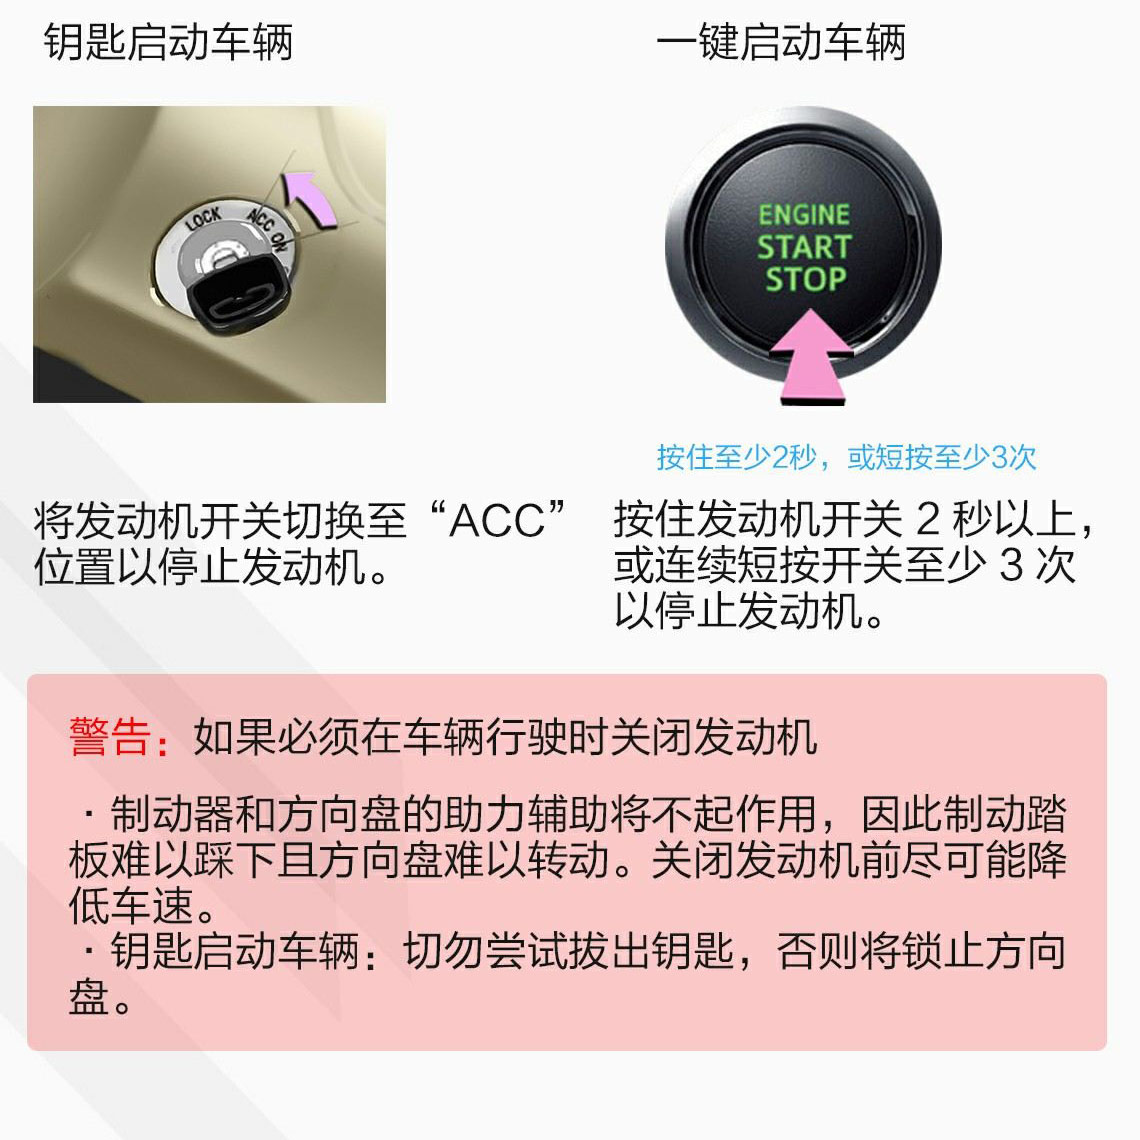 钥匙启动车辆
一键启动车辆
LOCK
ACC
ON
ENGINE
START
STOP
按住至少2秒，或短按至少3次
将发动机开关切换至“ACC”
位置以停止发动机。
按住发动机开关 2 秒以上，
或连续短按开关至少 3 次
以停止发动机。
警告：如果必须在车辆行驶时关闭发动机
·制动器和方向盘的助力辅助将不起作用，因此制动踏
板难以踩下且方向盘难以转动。关闭发动机前尽可能降
低车速。
·钥匙启动车辆：切勿尝试拔出钥匙，否则将锁止方向
盘。